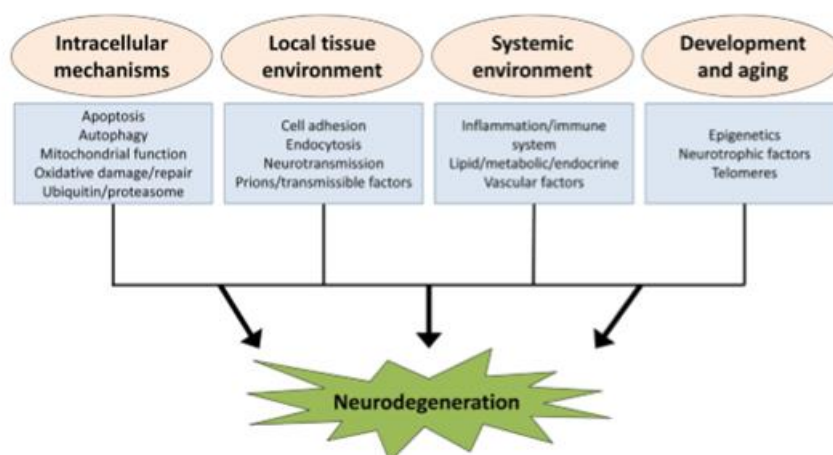 Intracellular
mechanisms
Apoptosis
Autophagy
Mitochondrial function
Oxidative damage/repair
Ubiquitin/proteasome
Local tissue
environment
Cell adhesion
Endocytosis
Neurotransmission
Prions/transmissible factors
Systemic
environment
Inflammation/immune
system
Lipid/metabolic/endocrine
Vascular factors
Development
and aging
Epigenetics
Neurotrophic factors
Telomeres
Neurodegeneration